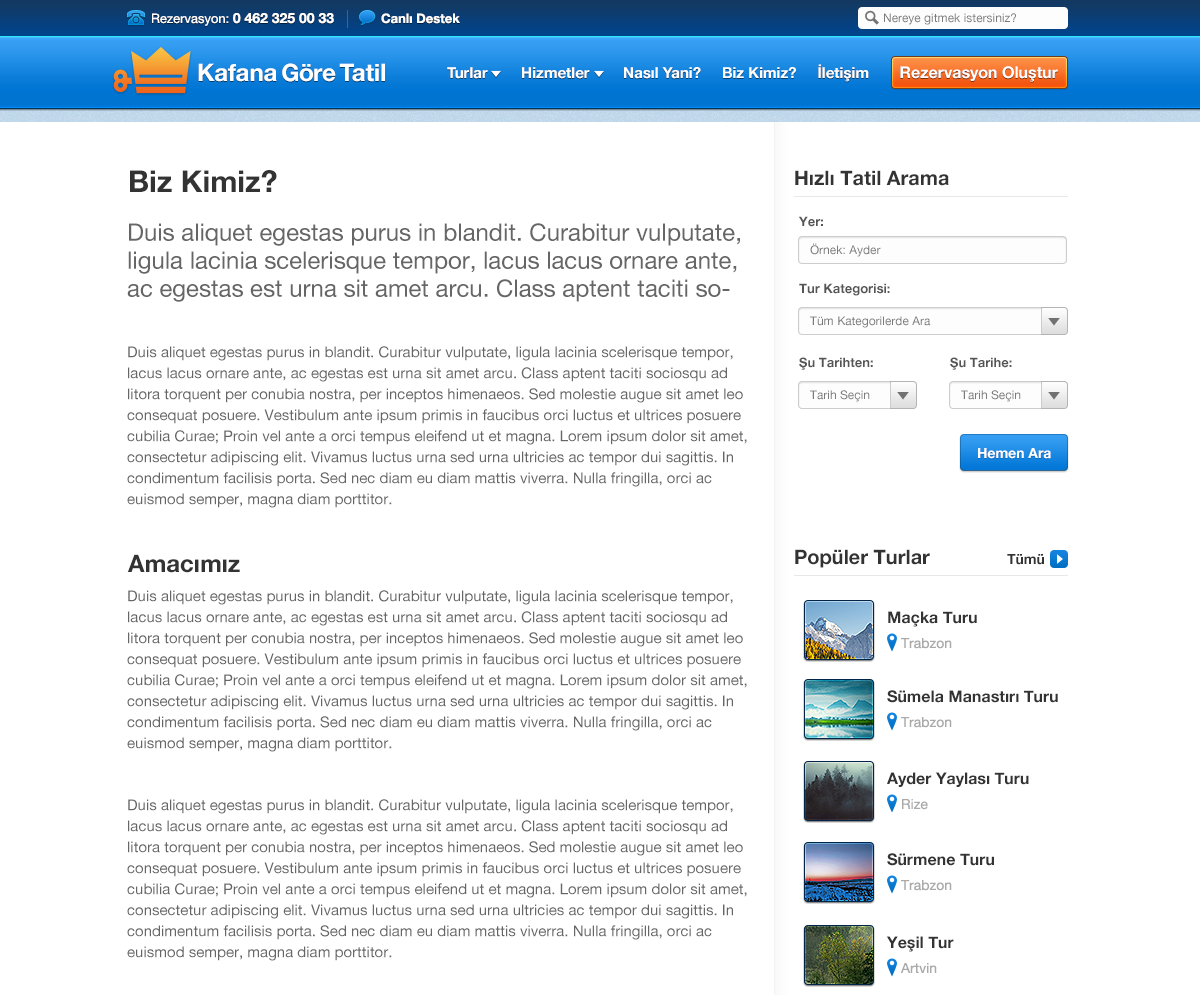 Rezervasyon: 0 462 325 00 33
Canlı Destek
Nereye gitmek istersiniz?
Kafana Göre Tatil
Turlar
Hizmetler
Nasıl Yani?
Biz Kimiz?
İletişim
Rezervasyon Oluştur
Biz Kimiz?
Duis aliquet egestas purus in blandit. Curabitur vulputate,
ligula lacinia scelerisque tempor, lacus lacus ornare ante,
ac egestas est urna sit amet arcu. Class aptent taciti so-
Duis aliquet egestas purus in blandit. Curabitur vulputate, ligula lacinia scelerisque tempor,
lacus lacus ornare ante, ac egestas est urna sit amet arcu. Class aptent taciti sociosqu ad
litora torquent per conubia nostra, per inceptos himenaeos. Sed molestie augue sit amet leo
consequat posuere. Vestibulum ante ipsum primis in faucibus orci luctus et ultrices posuere
cubilia Curae; Proin vel ante a orci tempus eleifend ut et magna. Lorem ipsum dolor sit amet,
consectetur adipiscing elit. Vivamus luctus urna sed urna ultricies ac tempor dui sagittis. In
condimentum facilisis porta. Sed nec diam eu diam mattis viverra. Nulla fringilla, orci ac
euismod semper, magna diam porttitor.
Amacımız
Duis aliquet egestas purus in blandit. Curabitur vulputate, ligula lacinia scelerisque tempor,
lacus lacus ornare ante, ac egestas est urna sit amet arcu. Class aptent taciti sociosqu ad
litora torquent per conubia nostra, per inceptos himenaeos. Sed molestie augue sit amet leo
consequat posuere. Vestibulum ante ipsum primis in faucibus orci luctus et ultrices posuere
cubilia Curae; Proin vel ante a orci tempus eleifend ut et magna. Lorem ipsum dolor sit amet,
consectetur adipiscing elit. Vivamus luctus urna sed urna ultricies ac tempor dui sagittis. In
condimentum facilisis porta. Sed nec diam eu diam mattis viverra. Nulla fringilla, orci ac
euismod semper, magna diam porttitor.
Duis aliquet egestas purus in blandit. Curabitur vulputate, ligula lacinia scelerisque tempor,
lacus lacus ornare ante, ac egestas est urna sit amet arcu. Class aptent taciti sociosqu ad
litora torquent per conubia nostra, per inceptos himenaeos. Sed molestie augue sit amet leo
consequat posuere. Vestibulum ante ipsum primis in faucibus orci luctus et ultrices posuere
cubilia Curae; Proin vel ante a orci tempus eleifend ut et magna. Lorem ipsum dolor sit amet,
consectetur adipiscing elit. Vivamus luctus urna sed urna ultricies ac tempor dui sagittis. In
condimentum facilisis porta. Sed nec diam eu diam mattis viverra. Nulla fringilla, orci ac
euismod semper, magna diam porttitor.
Hızlı Tatil Arama
Yer:
Örnek: Ayder
Tur Kategorisi:
Tüm Kategorilerde Ara
Şu Tarihten:
Şu Tarihe:
Tarih Seçin
Tarih Seçin
Hemen Ara
Popüler Turlar
Tümü
Maçka Turu
Trabzon
Sümela Manastırı Turu
Trabzon
Ayder Yaylası Turu
Rize
Sürmene Turu
Trabzon
Yeşil Tur
Artvin